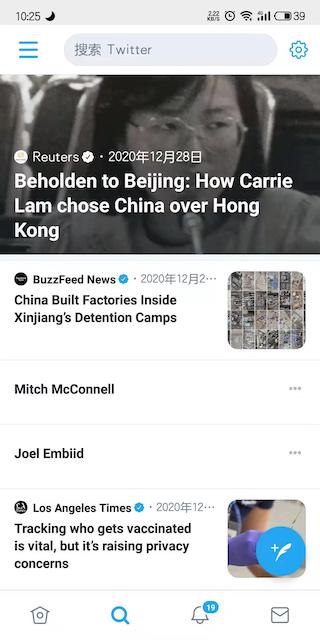 10:25
2.22
KB/S
4G
39
搜索 Twitter
Reuters · 2020年12月28日
Beholden to Beijing: How Carrie
Lam chose China over Hong
Kong
BuzzFeed News · 2020年12月2···
China Built Factories Inside
Xinjiang’s Detention Camps
Mitch McConnell
Joel Embiid
Los Angeles Times · 2020年12···
Tracking who gets vaccinated
is vital, but it’s raising privacy
concerns
19